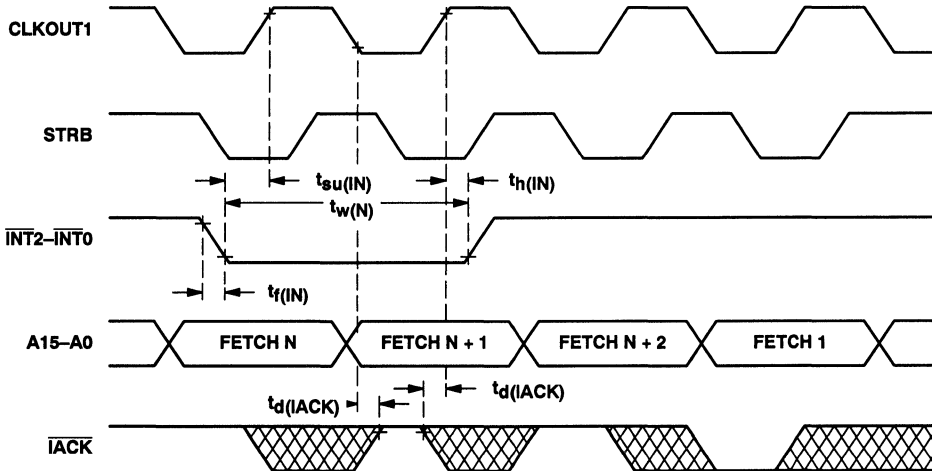 CLKOUT1
STRB
tsu(IN)
th(IN)
tw(N)
INT2–INT0
tf(IN)
A15–A0
FETCH N
FETCH N + 1
FETCH N + 2
FETCH 1
td(IACK)
td(IACK)
IACK